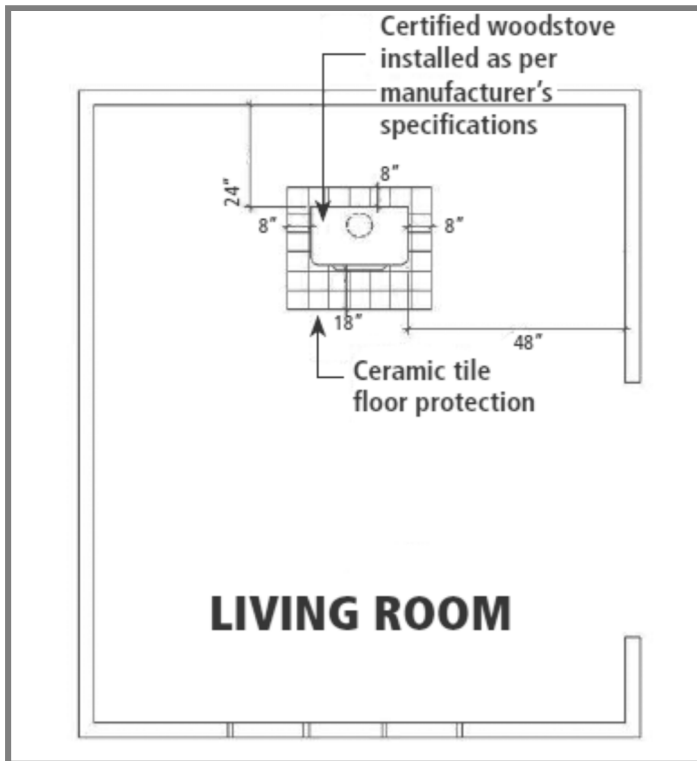 Certified woodstove
installed as per
manufacturer's
specifications
24"
8"
8"
8"
18"
48"
Ceramic tile
floor protection
LIVING ROOM